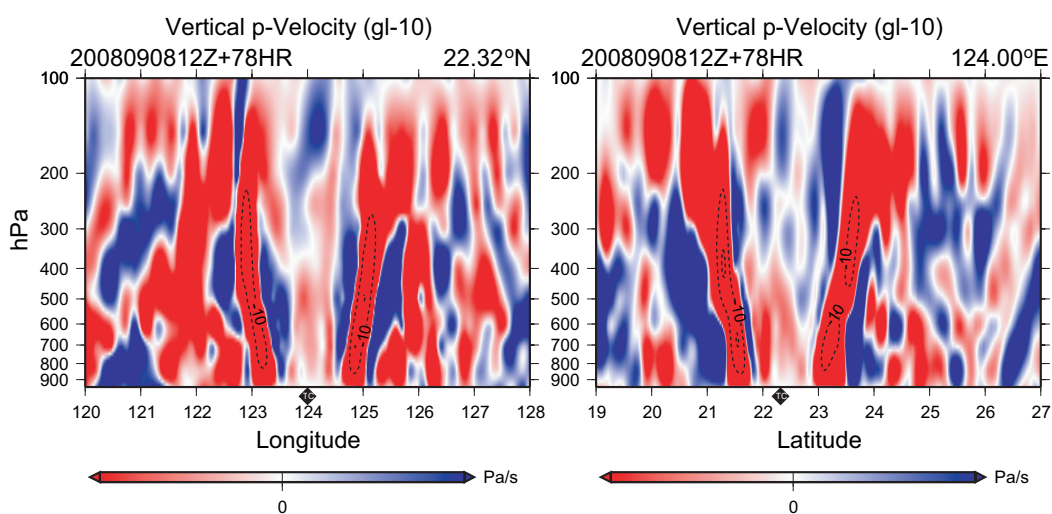 Vertical p-Velocity (gl-10)
2008090812Z+78HR 22.32ºN
hPa
100
200
300
400
500
600
700
800
900
-10
-10
TC
120 121 122 123 124 125 126 127 128
Longitude
Pa/s
0
Vertical p-Velocity (gl-10)
2008090812Z+78HR 124.00ºE
100
200
300
400
500
600
700
800
900
-10
-10
-10
TC
19 20 21 22 23 24 25 26 27
Latitude
Pa/s
0